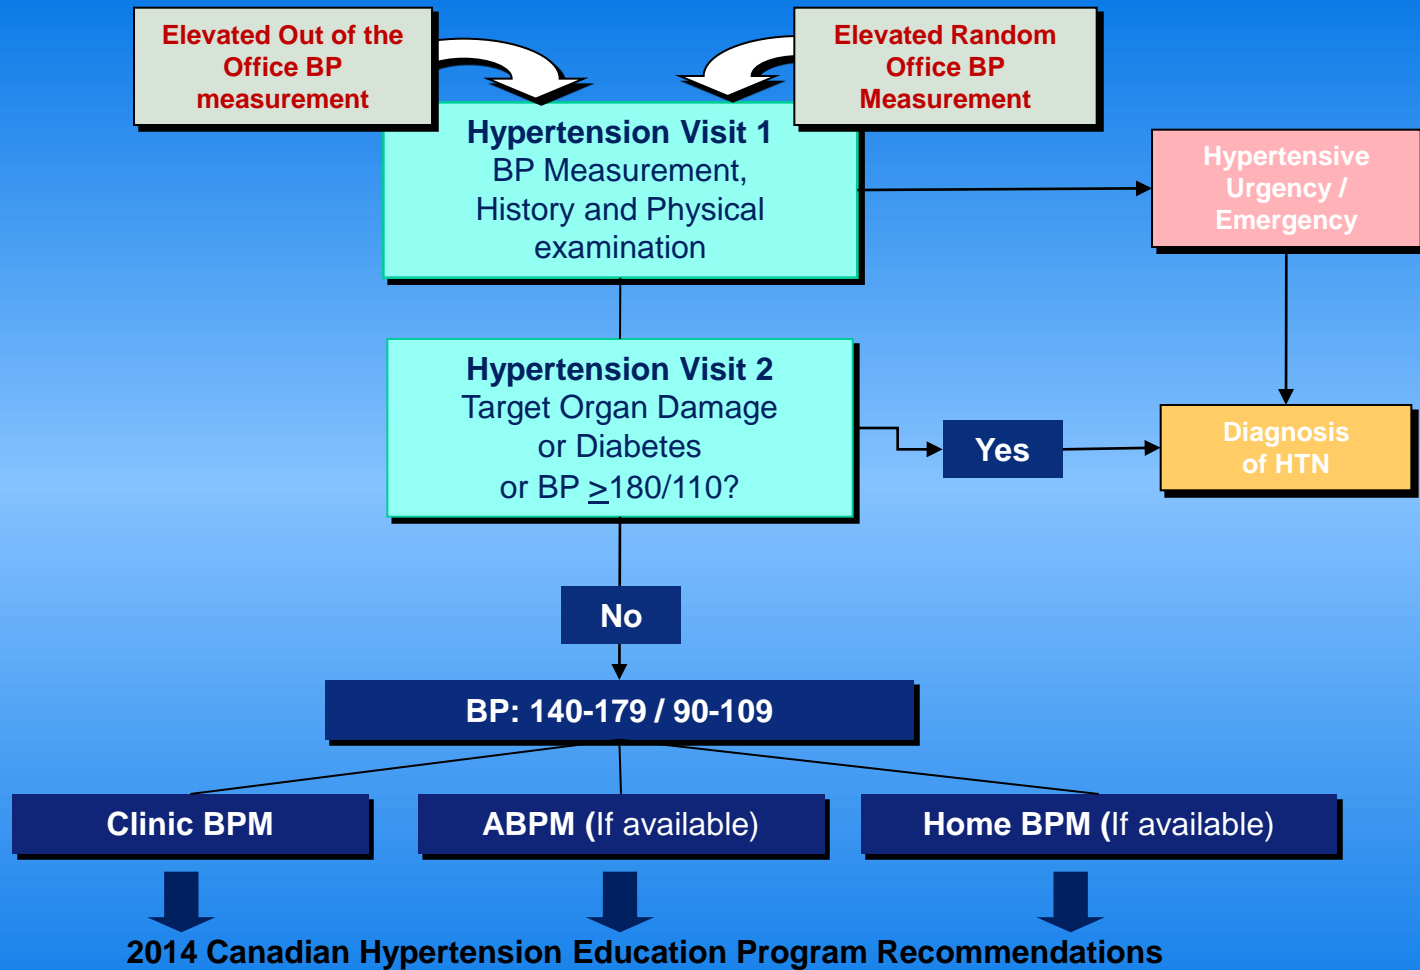 Elevated Out of the
Office BP
measurement
Elevated Random
Office BP
Measurement
Hypertension Visit 1
BP Measurement,
History and Physical
examination
Hypertensive
Urgency /
Emergency
Hypertension Visit 2
Target Organ Damage
or Diabetes
or BP >180/110?
Yes
Diagnosis
of HTN
No
BP: 140-179 / 90-109
Clinic BPM
ABPM (If available)
Home BPM (If available)
2014 Canadian Hypertension Education Program Recommendations